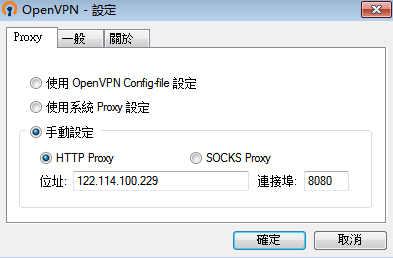 OpenVPN - 設定
Proxy 一般 關於
使用 OpenVPN Config-file 設定
使用系統 Proxy 設定
手動設定
HTTP Proxy SOCKS Proxy
位址: 122.114.100.229 連接埠: 8080
確定 取消